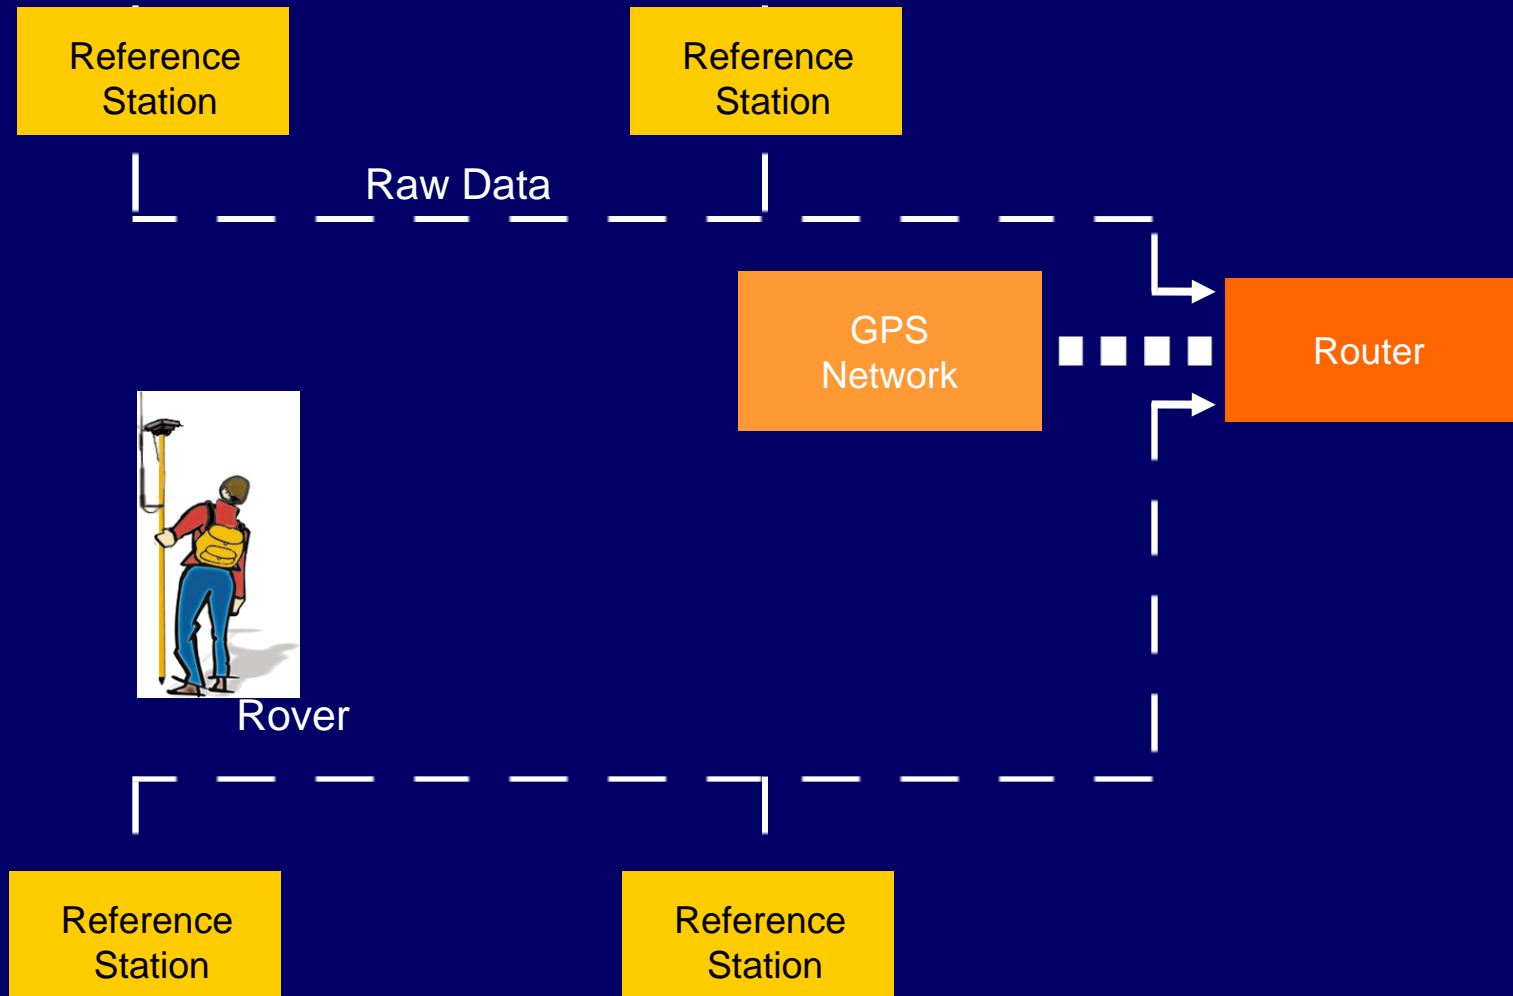 Reference
Station
Reference
Station
Raw Data
GPS
Network
Router
Rover
Reference
Station
Reference
Station